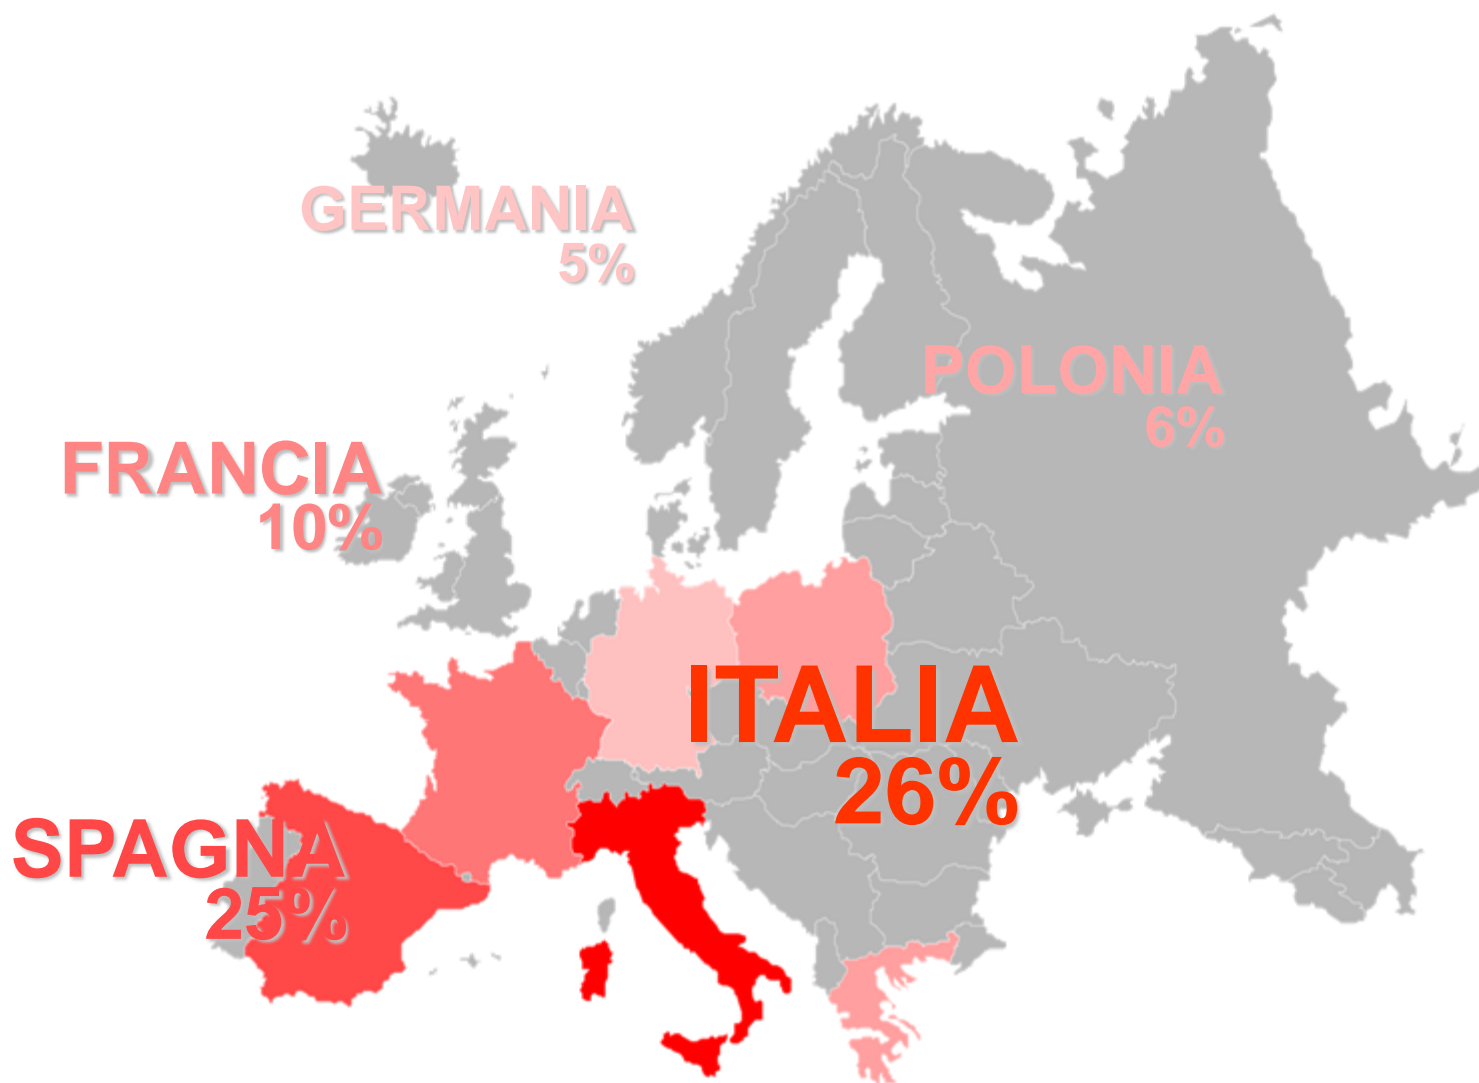 GERMANIA
5%
POLONIA
6%
FRANCIA
10%
ITALIA
26%
SPAGNA
25%